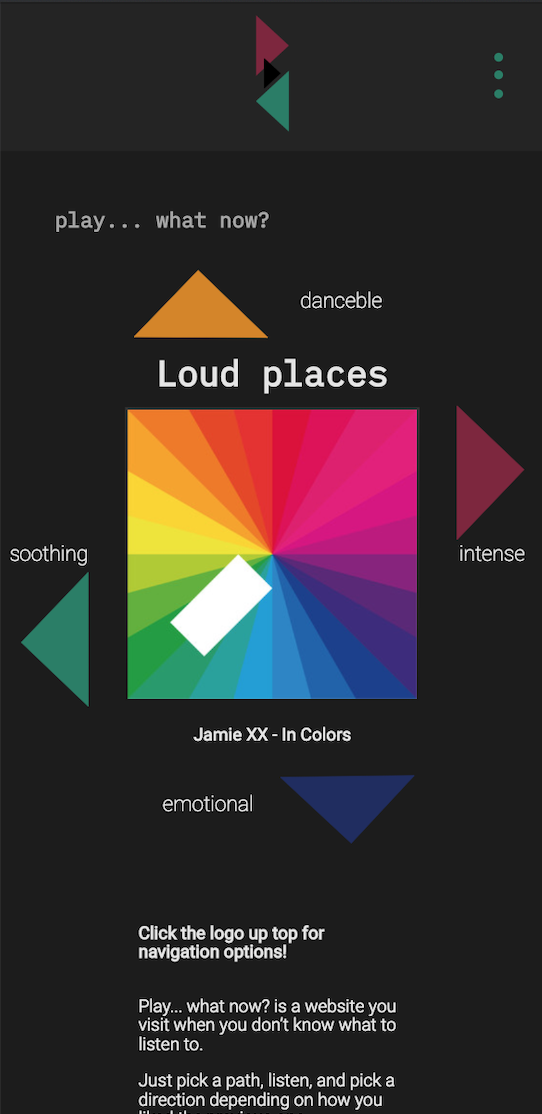 play... what now?
danceble
Loud places
soothing
intense
Jamie XX - In Colors
emotional
Click the logo up top for
navigation options!
Play... what now? is a website you
visit when you don't know what to
listen to.
Just pick a path, listen, and pick a
direction depending on how you